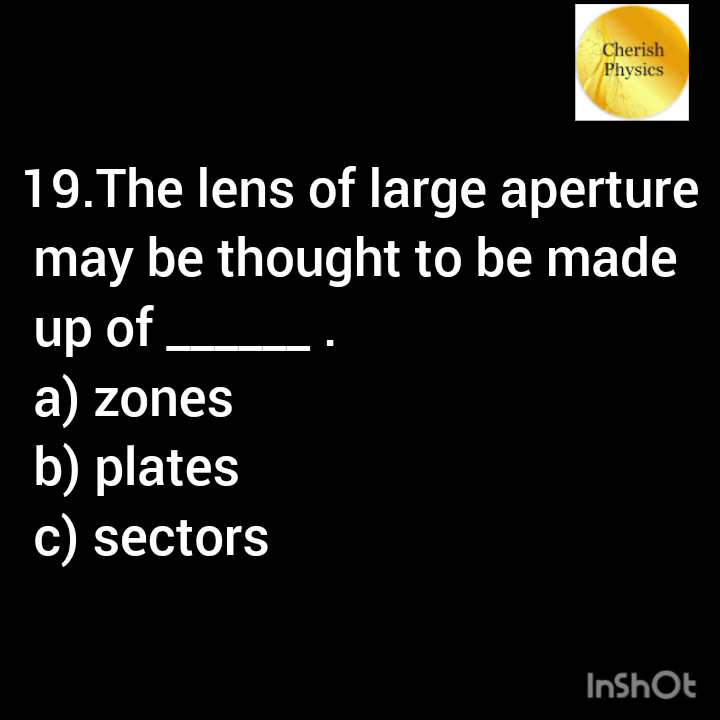 Cherish
Physics
19.The lens of large aperture
may be thought to be made
up of ______ .
a) zones
b) plates
c) sectors
InShOt